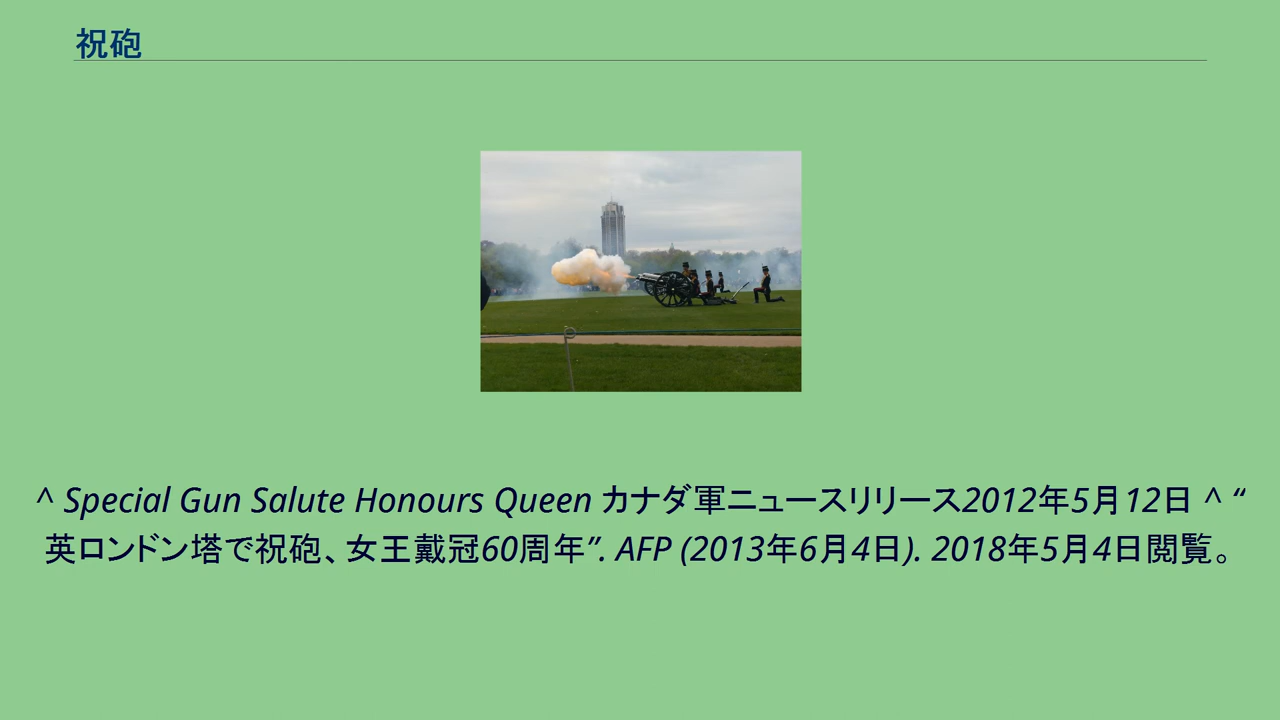 祝砲
^ Special Gun Salute Honours Queen カナダ軍ニュースリリース2012年5月12日 ^ “
英ロンドン塔で祝砲、女王戴冠60周年”. AFP (2013年6月4日). 2018年5月4日閲覧。